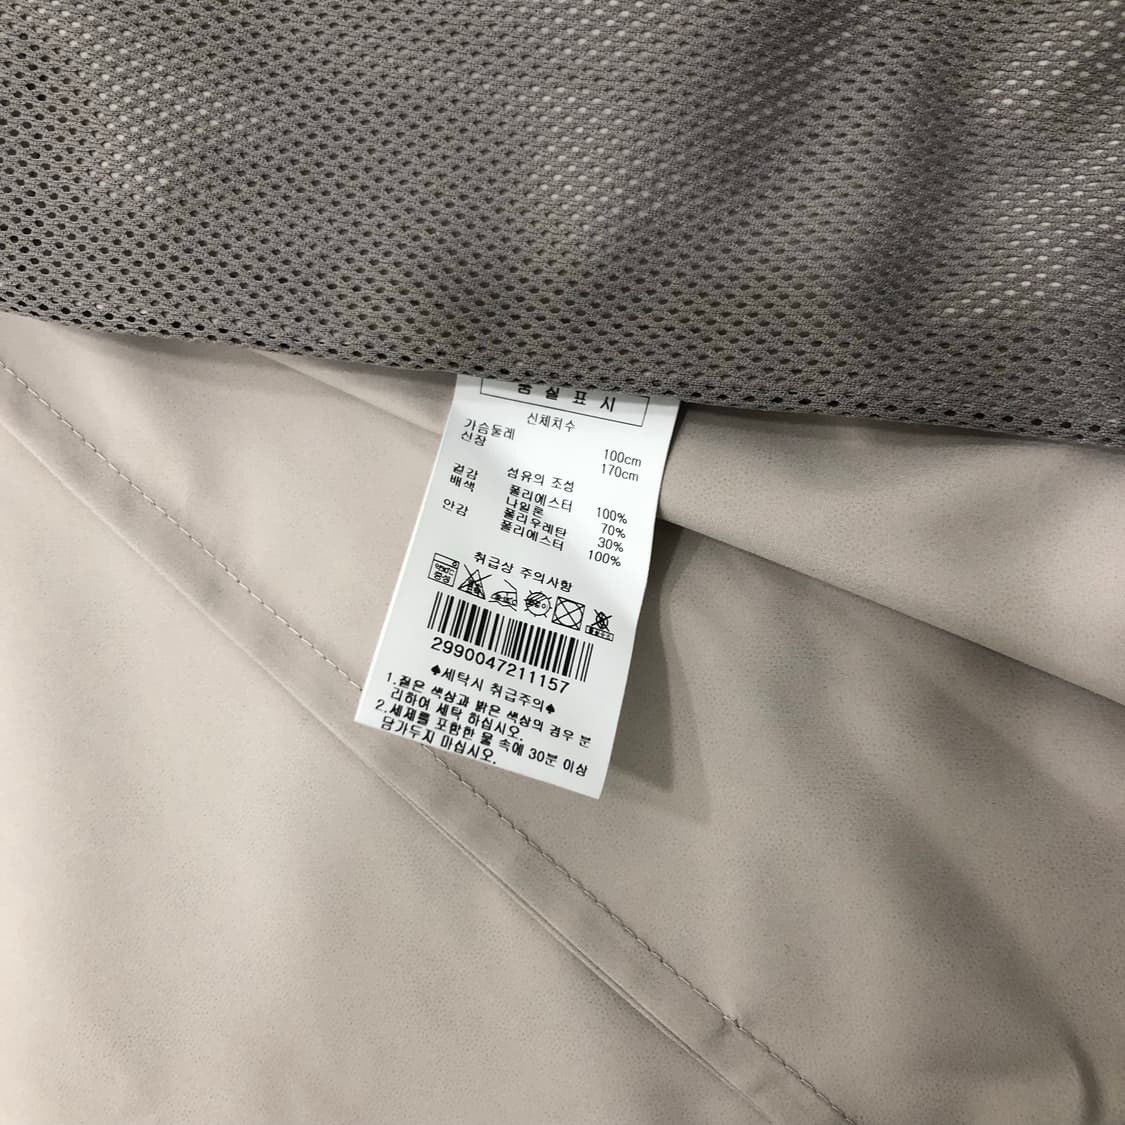 품 실 표 시
신체치수
가슴둘레 100cm
신장 170cm
섬유의 조성
겉감 폴리에스터 100%
배색 나일론 70%
폴리우레탄 30%
안감 폴리에스터 100%
취급상 주의사항
중성
2990047211157
♠세탁시 취급주의♠
1.짙은 색상과 밝은 색상의 경우 분
리하여 세탁 하십시오.
2.세제를 포함한 물 속에 30분 이상
담가두지 마십시오.